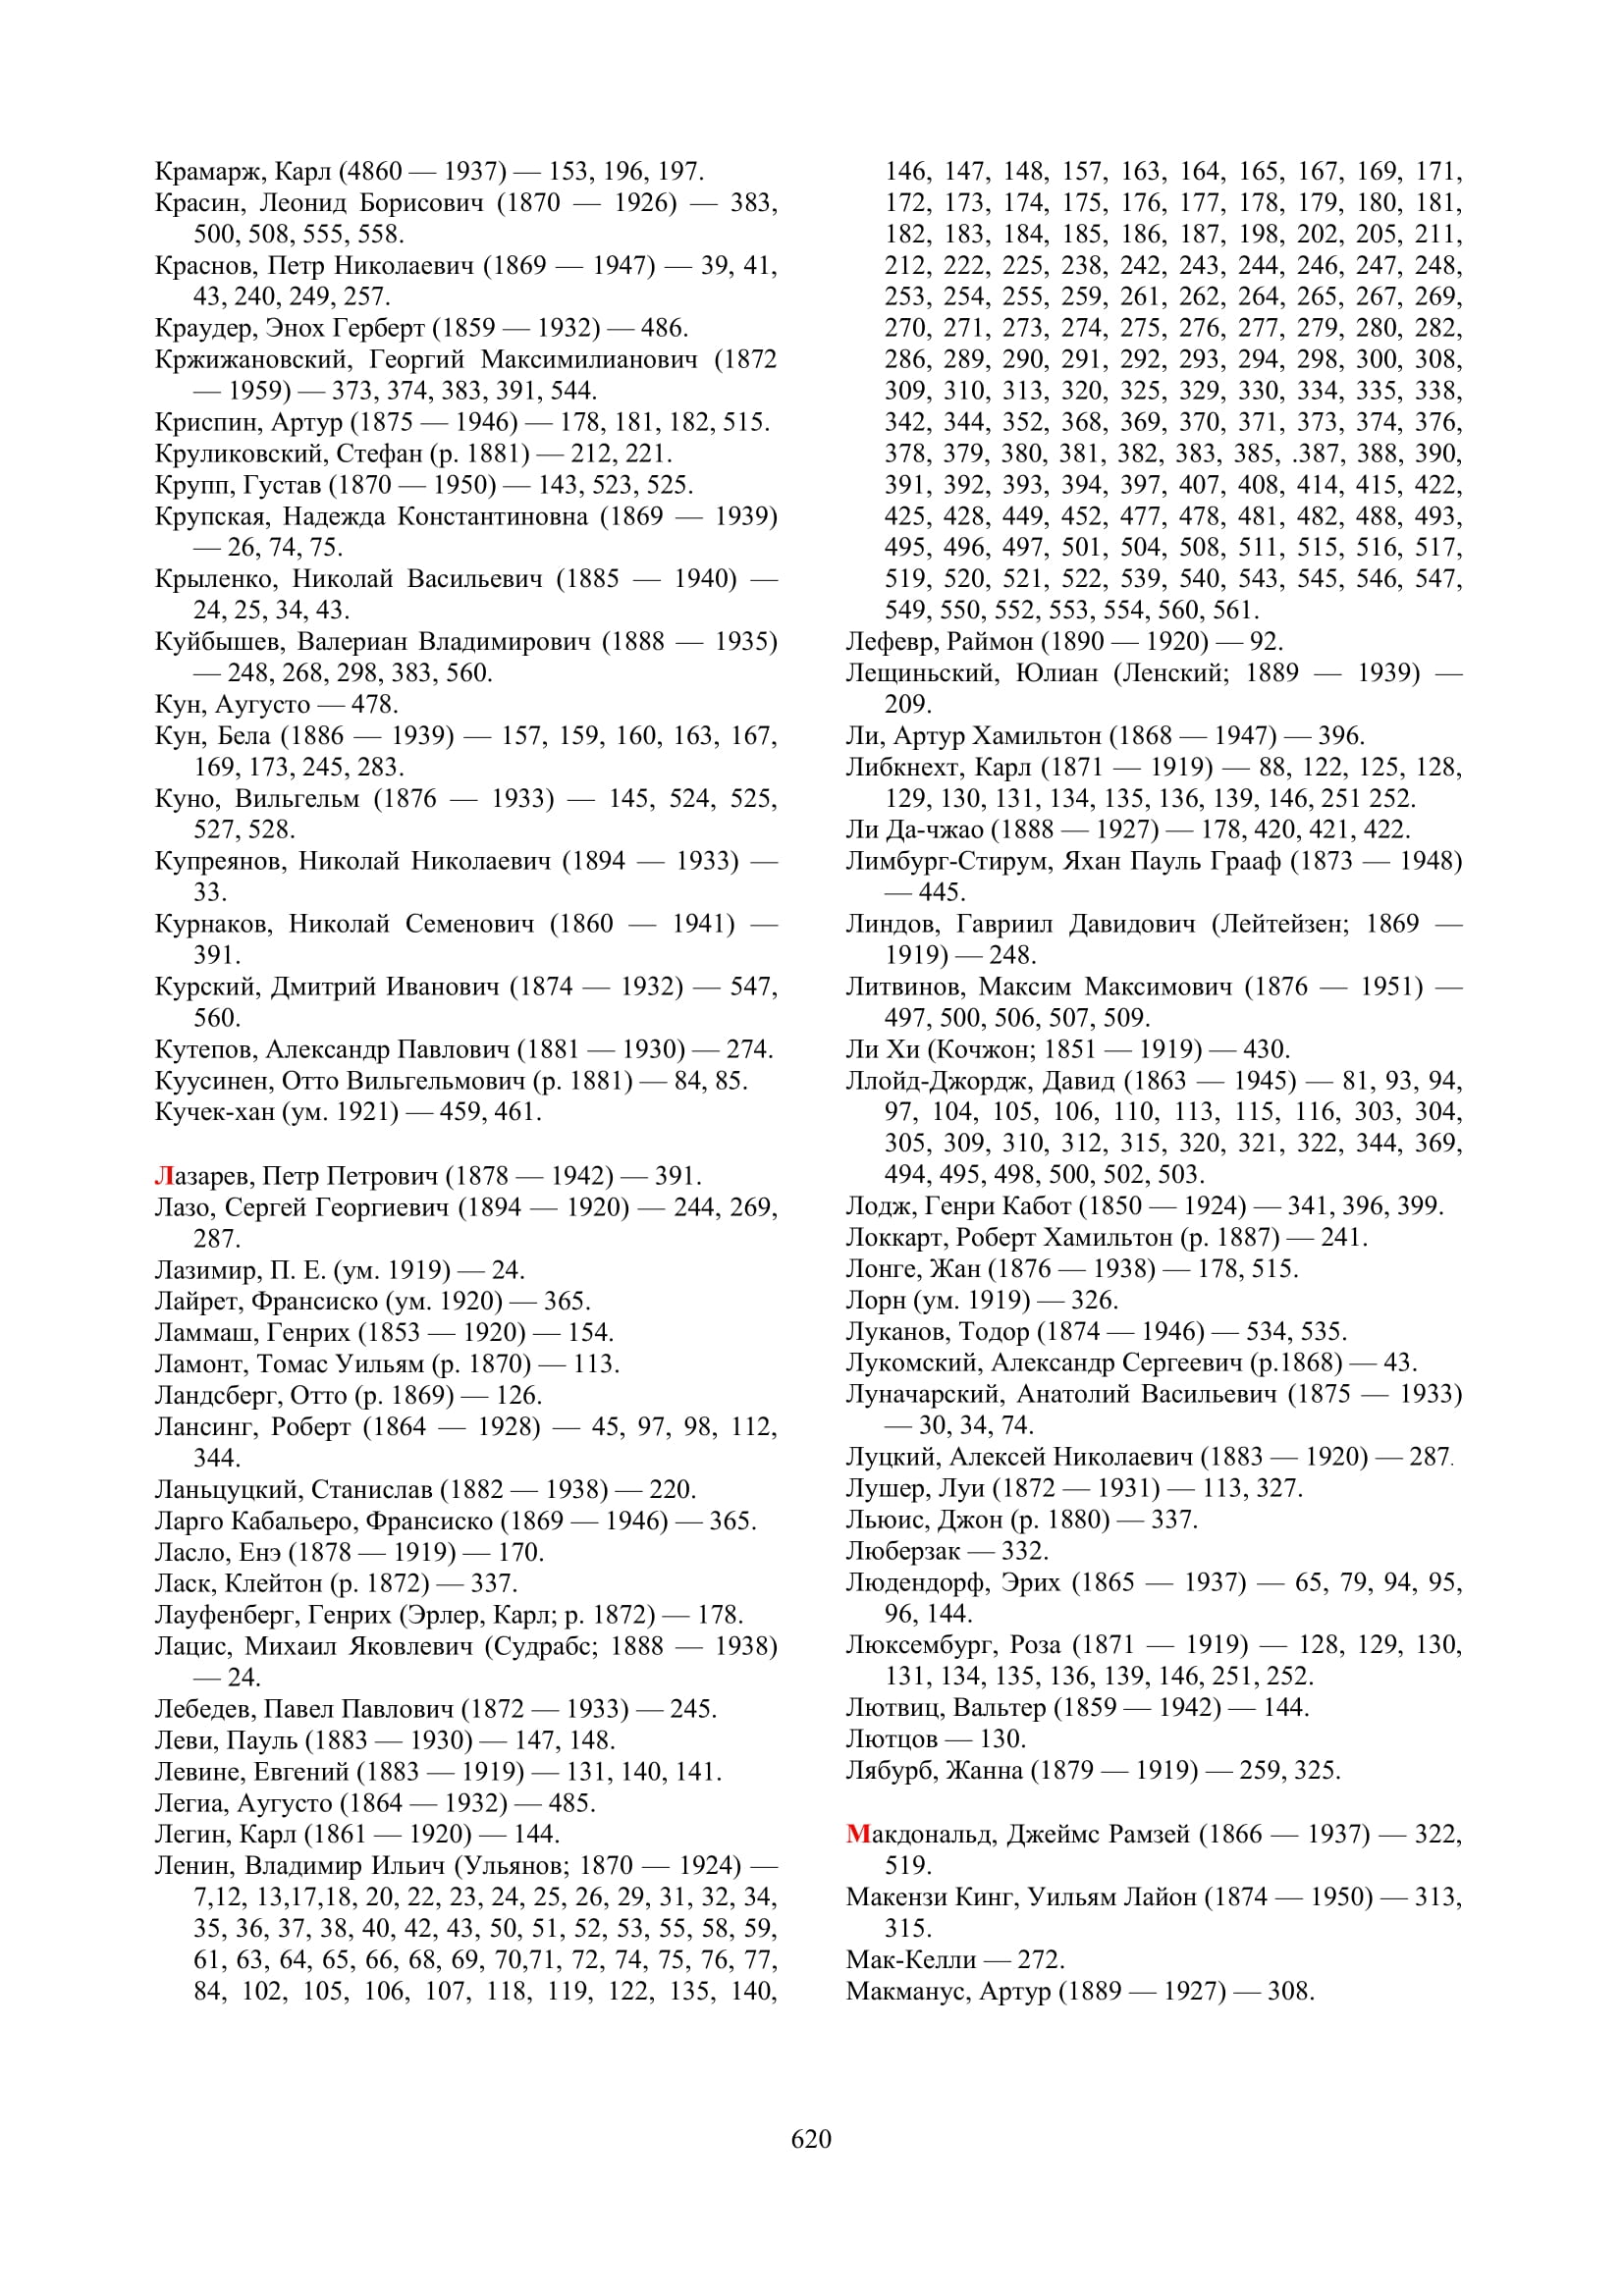 Крамарж, Карл (4860 — 1937) — 153, 196, 197.
Красин, Леонид Борисович (1870 — 1926) — 383,
500, 508, 555, 558.
Краснов, Петр Николаевич (1869 — 1947) — 39, 41,
43, 240, 249, 257.
Краудер, Энох Герберт (1859 — 1932) — 486.
Кржижановский, Георгий Максимилианович (1872
— 1959) — 373, 374, 383, 391, 544.
Криспин, Артур (1875 — 1946) — 178, 181, 182, 515.
Круликовский, Стефан (р. 1881) — 212, 221.
Крупп, Густав (1870 — 1950) — 143, 523, 525.
Крупская, Надежда Константиновна (1869 — 1939)
— 26, 74, 75.
Крыленко, Николай Васильевич (1885 — 1940) —
24, 25, 34, 43.
Куйбышев, Валериан Владимирович (1888 — 1935)
— 248, 268, 298, 383, 560.
Кун, Аугусто — 478.
Кун, Бела (1886 — 1939) — 157, 159, 160, 163, 167,
169, 173, 245, 283.
Куно, Вильгельм (1876 — 1933) — 145, 524, 525,
527, 528.
Купреянов, Николай Николаевич (1894 — 1933) —
33.
Курнаков, Николай Семенович (1860 — 1941) —
391.
Курский, Дмитрий Иванович (1874 — 1932) — 547,
560.
Кутепов, Александр Павлович (1881 — 1930) — 274.
Куусинен, Отто Вильгельмович (р. 1881) — 84, 85.
Кучек-хан (ум. 1921) — 459, 461.
Лазарев, Петр Петрович (1878 — 1942) — 391.
Лазо, Сергей Георгиевич (1894 — 1920) — 244, 269,
287.
Лазимир, П. Е. (ум. 1919) — 24.
Лайрет, Франсиско (ум. 1920) — 365.
Ламмаш, Генрих (1853 — 1920) — 154.
Ламонт, Томас Уильям (р. 1870) — 113.
Ландсберг, Отто (р. 1869) — 126.
Лансинг, Роберт (1864 — 1928) — 45, 97, 98, 112,
344.
Ланьцуцкий, Станислав (1882 — 1938) — 220.
Ларго Кабальеро, Франсиско (1869 — 1946) — 365.
Ласло, Енэ (1878 — 1919) — 170.
Ласк, Клейтон (р. 1872) — 337.
Лауфенберг, Генрих (Эрлер, Карл; р. 1872) — 178.
Лацис, Михаил Яковлевич (Судрабс; 1888 — 1938)
— 24.
Лебедев, Павел Павлович (1872 — 1933) — 245.
Леви, Пауль (1883 — 1930) — 147, 148.
Левине, Евгений (1883 — 1919) — 131, 140, 141.
Легиа, Аугусто (1864 — 1932) — 485.
Легин, Карл (1861 — 1920) — 144.
Ленин, Владимир Ильич (Ульянов; 1870 — 1924) —
7,12, 13,17,18, 20, 22, 23, 24, 25, 26, 29, 31, 32, 34,
35, 36, 37, 38, 40, 42, 43, 50, 51, 52, 53, 55, 58, 59,
61, 63, 64, 65, 66, 68, 69, 70,71, 72, 74, 75, 76, 77,
84, 102, 105, 106, 107, 118, 119, 122, 135, 140,
146, 147, 148, 157, 163, 164, 165, 167, 169, 171,
172, 173, 174, 175, 176, 177, 178, 179, 180, 181,
182, 183, 184, 185, 186, 187, 198, 202, 205, 211,
212, 222, 225, 238, 242, 243, 244, 246, 247, 248,
253, 254, 255, 259, 261, 262, 264, 265, 267, 269,
270, 271, 273, 274, 275, 276, 277, 279, 280, 282,
286, 289, 290, 291, 292, 293, 294, 298, 300, 308,
309, 310, 313, 320, 325, 329, 330, 334, 335, 338,
342, 344, 352, 368, 369, 370, 371, 373, 374, 376,
378, 379, 380, 381, 382, 383, 385, .387, 388, 390,
391, 392, 393, 394, 397, 407, 408, 414, 415, 422,
425, 428, 449, 452, 477, 478, 481, 482, 488, 493,
495, 496, 497, 501, 504, 508, 511, 515, 516, 517,
519, 520, 521, 522, 539, 540, 543, 545, 546, 547,
549, 550, 552, 553, 554, 560, 561.
Лефевр, Раймон (1890 — 1920) — 92.
Лещиньский, Юлиан (Ленский; 1889 — 1939) —
209.
Ли, Артур Хамильтон (1868 — 1947) — 396.
Либкнехт, Карл (1871 — 1919) — 88, 122, 125, 128,
129, 130, 131, 134, 135, 136, 139, 146, 251 252.
Ли Да-чжао (1888 — 1927) — 178, 420, 421, 422.
Лимбург-Стирум, Яхан Пауль Грааф (1873 — 1948)
— 445.
Линдов, Гавриил Давидович (Лейтейзен; 1869 —
1919) — 248.
Литвинов, Максим Максимович (1876 — 1951) —
497, 500, 506, 507, 509.
Ли Хи (Кочжон; 1851 — 1919) — 430.
Ллойд-Джордж, Давид (1863 — 1945) — 81, 93, 94,
97, 104, 105, 106, 110, 113, 115, 116, 303, 304,
305, 309, 310, 312, 315, 320, 321, 322, 344, 369,
494, 495, 498, 500, 502, 503.
Лодж, Генри Кабот (1850 — 1924) — 341, 396, 399.
Локкарт, Роберт Хамильтон (р. 1887) — 241.
Лонге, Жан (1876 — 1938) — 178, 515.
Лорн (ум. 1919) — 326.
Луканов, Тодор (1874 — 1946) — 534, 535.
Лукомский, Александр Сергеевич (р.1868) — 43.
Луначарский, Анатолий Васильевич (1875 — 1933)
— 30, 34, 74.
Луцкий, Алексей Николаевич (1883 — 1920) — 287.
Лушер, Луи (1872 — 1931) — 113, 327.
Льюис, Джон (р. 1880) — 337.
Люберзак — 332.
Людендорф, Эрих (1865 — 1937) — 65, 79, 94, 95,
96, 144.
Люксембург, Роза (1871 — 1919) — 128, 129, 130,
131, 134, 135, 136, 139, 146, 251, 252.
Лютвиц, Вальтер (1859 — 1942) — 144.
Лютцов — 130.
Лябурб, Жанна (1879 — 1919) — 259, 325.
Макдональд, Джеймс Рамзей (1866 — 1937) — 322,
519.
Макензи Кинг, Уильям Лайон (1874 — 1950) — 313,
315.
Мак-Келли — 272.
Макманус, Артур (1889 — 1927) — 308.
620